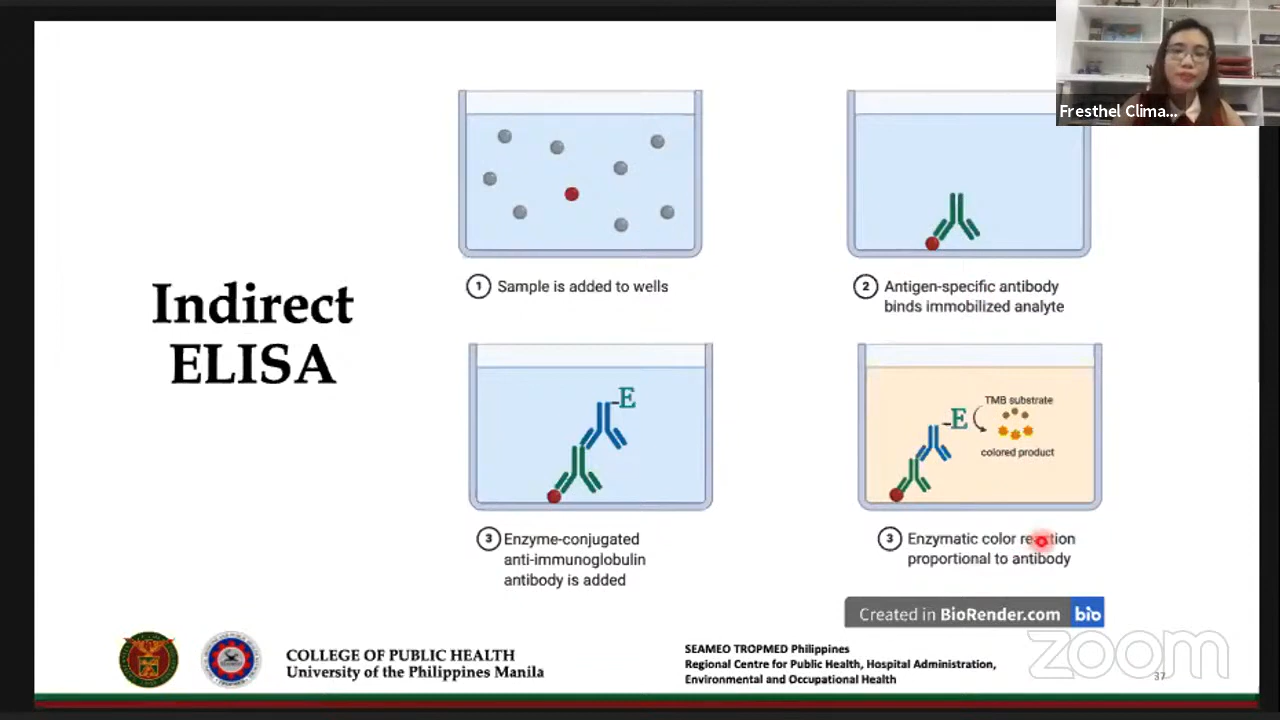 Fresthel Clima...
Indirect
ELISA
1 Sample is added to wells
2 Antigen-specific antibody
binds immobilized analyte
E
3 Enzyme-conjugated
anti-immunoglobulin
antibody is added
E
TMB substrate
colored product
3 Enzymatic color reaction
proportional to antibody
Created in BioRender.com bio
COLLEGE OF PUBLIC HEALTH
University of the Philippines Manila
SEAMEO TROPMED Philippines
Regional Centre for Public Health, Hospital Administration,
Environmental and Occupational Health
zoom
37